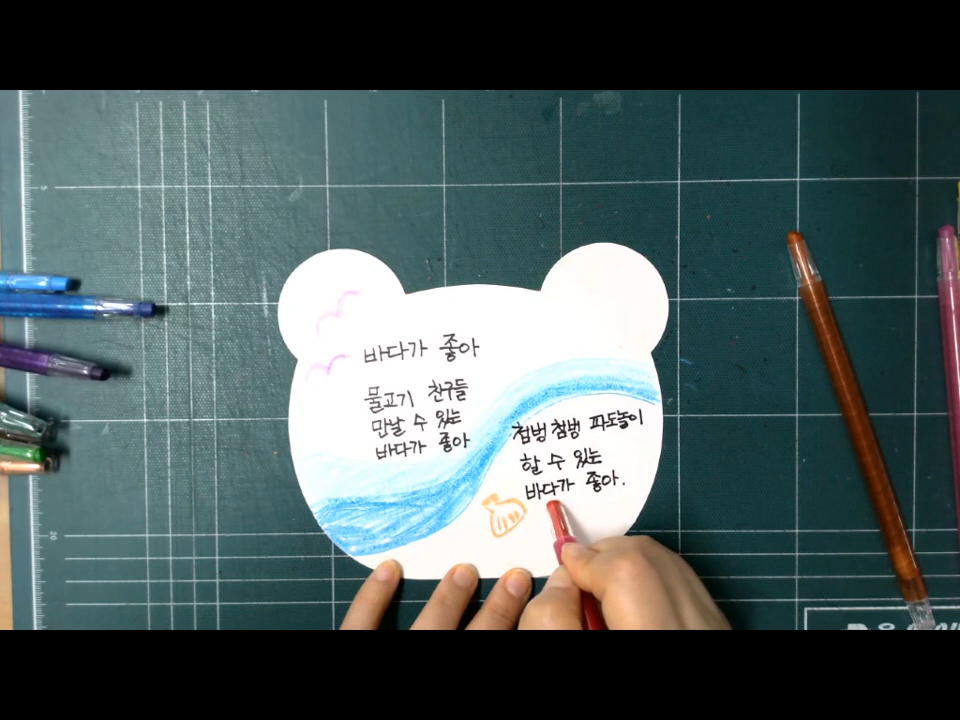 바다가 좋아
물고기 친구들
만날 수 있는
바다가 좋아
첨벙 첨벙 파도놀이
할 수 있는
바다가 좋아.
5
20